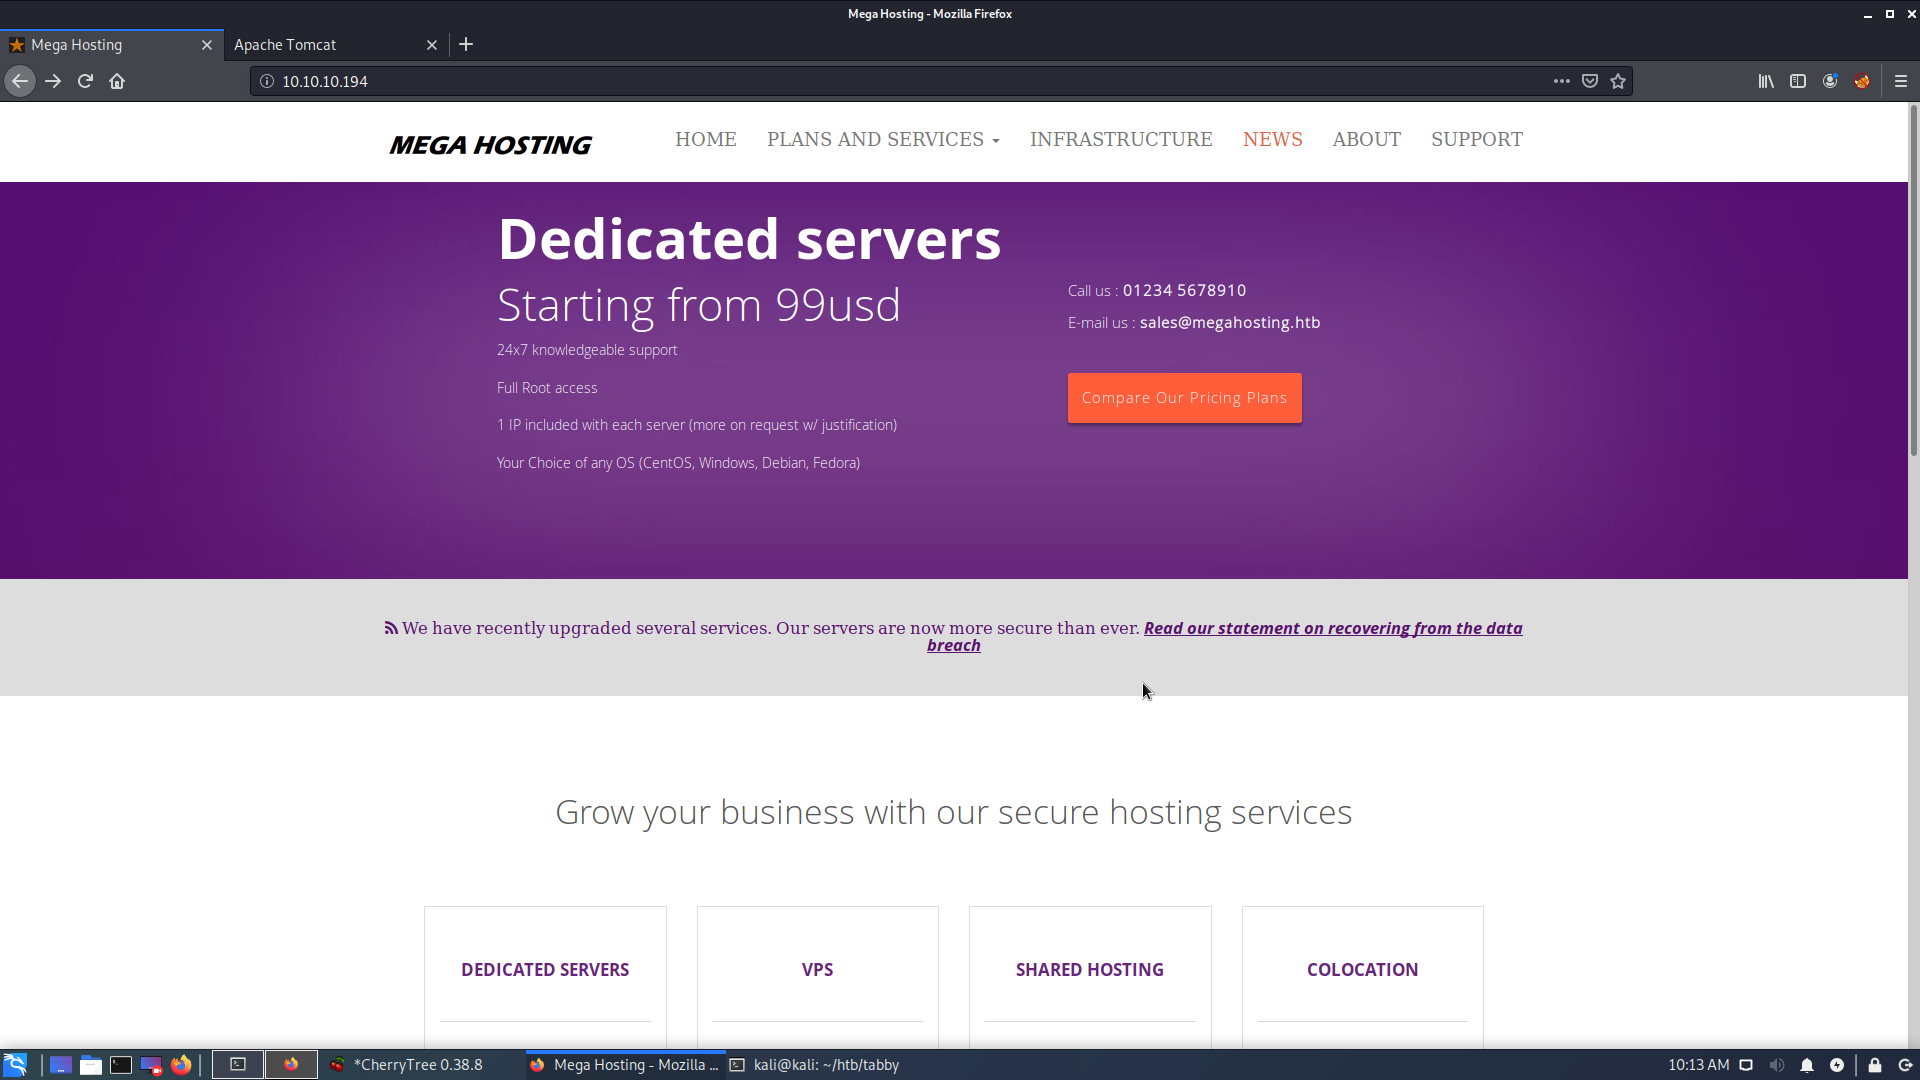 Mega Hosting - Mozilla Firefox
Mega Hosting
Apache Tomcat
10.10.10.194
MEGA HOSTING
HOME
PLANS AND SERVICES
INFRASTRUCTURE
NEWS
ABOUT
SUPPORT
Dedicated servers
Starting from 99usd
24x7 knowledgeable support
Full Root access
1 IP included with each server (more on request w/ justification)
Your Choice of any OS (CentOS, Windows, Debian, Fedora)
Call us : 01234 5678910
E-mail us : sales@megahosting.htb
Compare Our Pricing Plans
We have recently upgraded several services. Our servers are now more secure than ever. Read our statement on recovering from the data
breach
Grow your business with our secure hosting services
DEDICATED SERVERS
VPS
SHARED HOSTING
COLOCATION
*CherryTree 0.38.8
Mega Hosting - Mozilla ...
kali@kali: ~/htb/tabby
10:13 AM